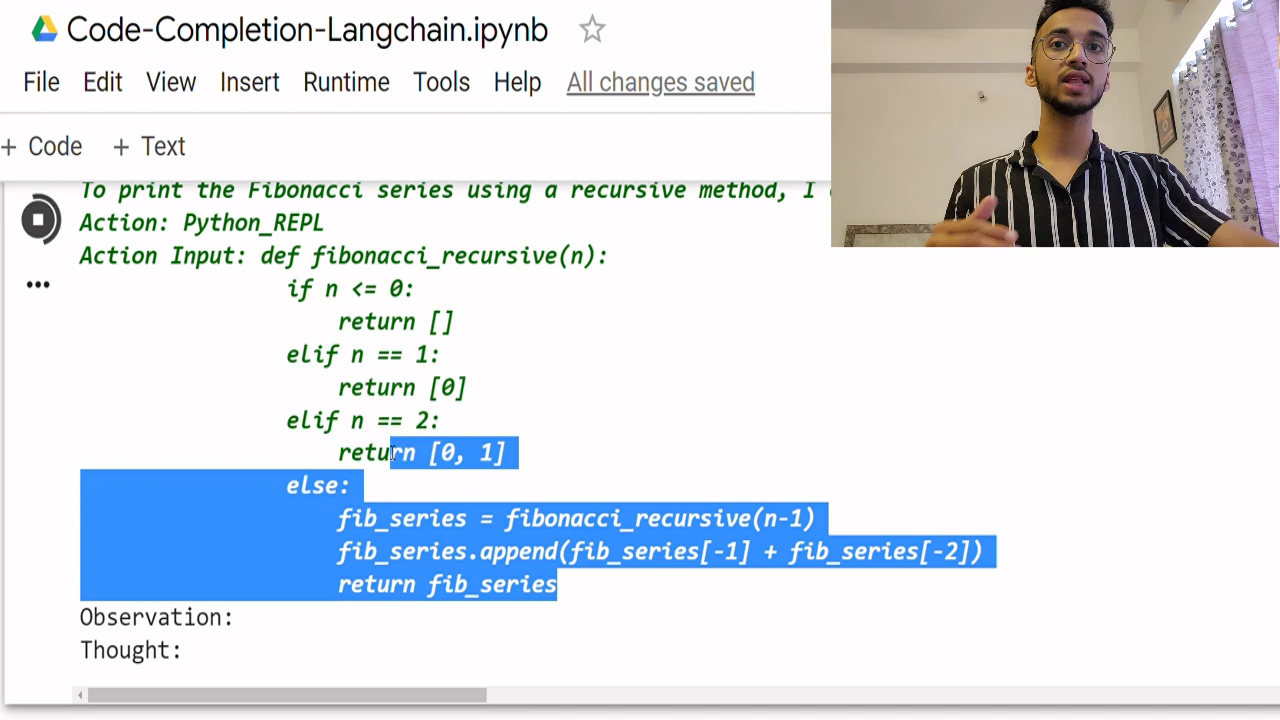 Code-Completion-Langchain.ipynb
File Edit View Insert Runtime Tools Help All changes saved
+ Code + Text
To print the Fibonacci series using a recursive method, I
Action: Python_REPL
Action Input: def fibonacci_recursive(n):
if n <= 0:
return []
elif n == 1:
return [0]
elif n == 2:
return [0, 1]
else:
fib_series = fibonacci_recursive(n-1)
fib_series.append(fib_series[-1] + fib_series[-2])
return fib_series
Observation:
Thought: